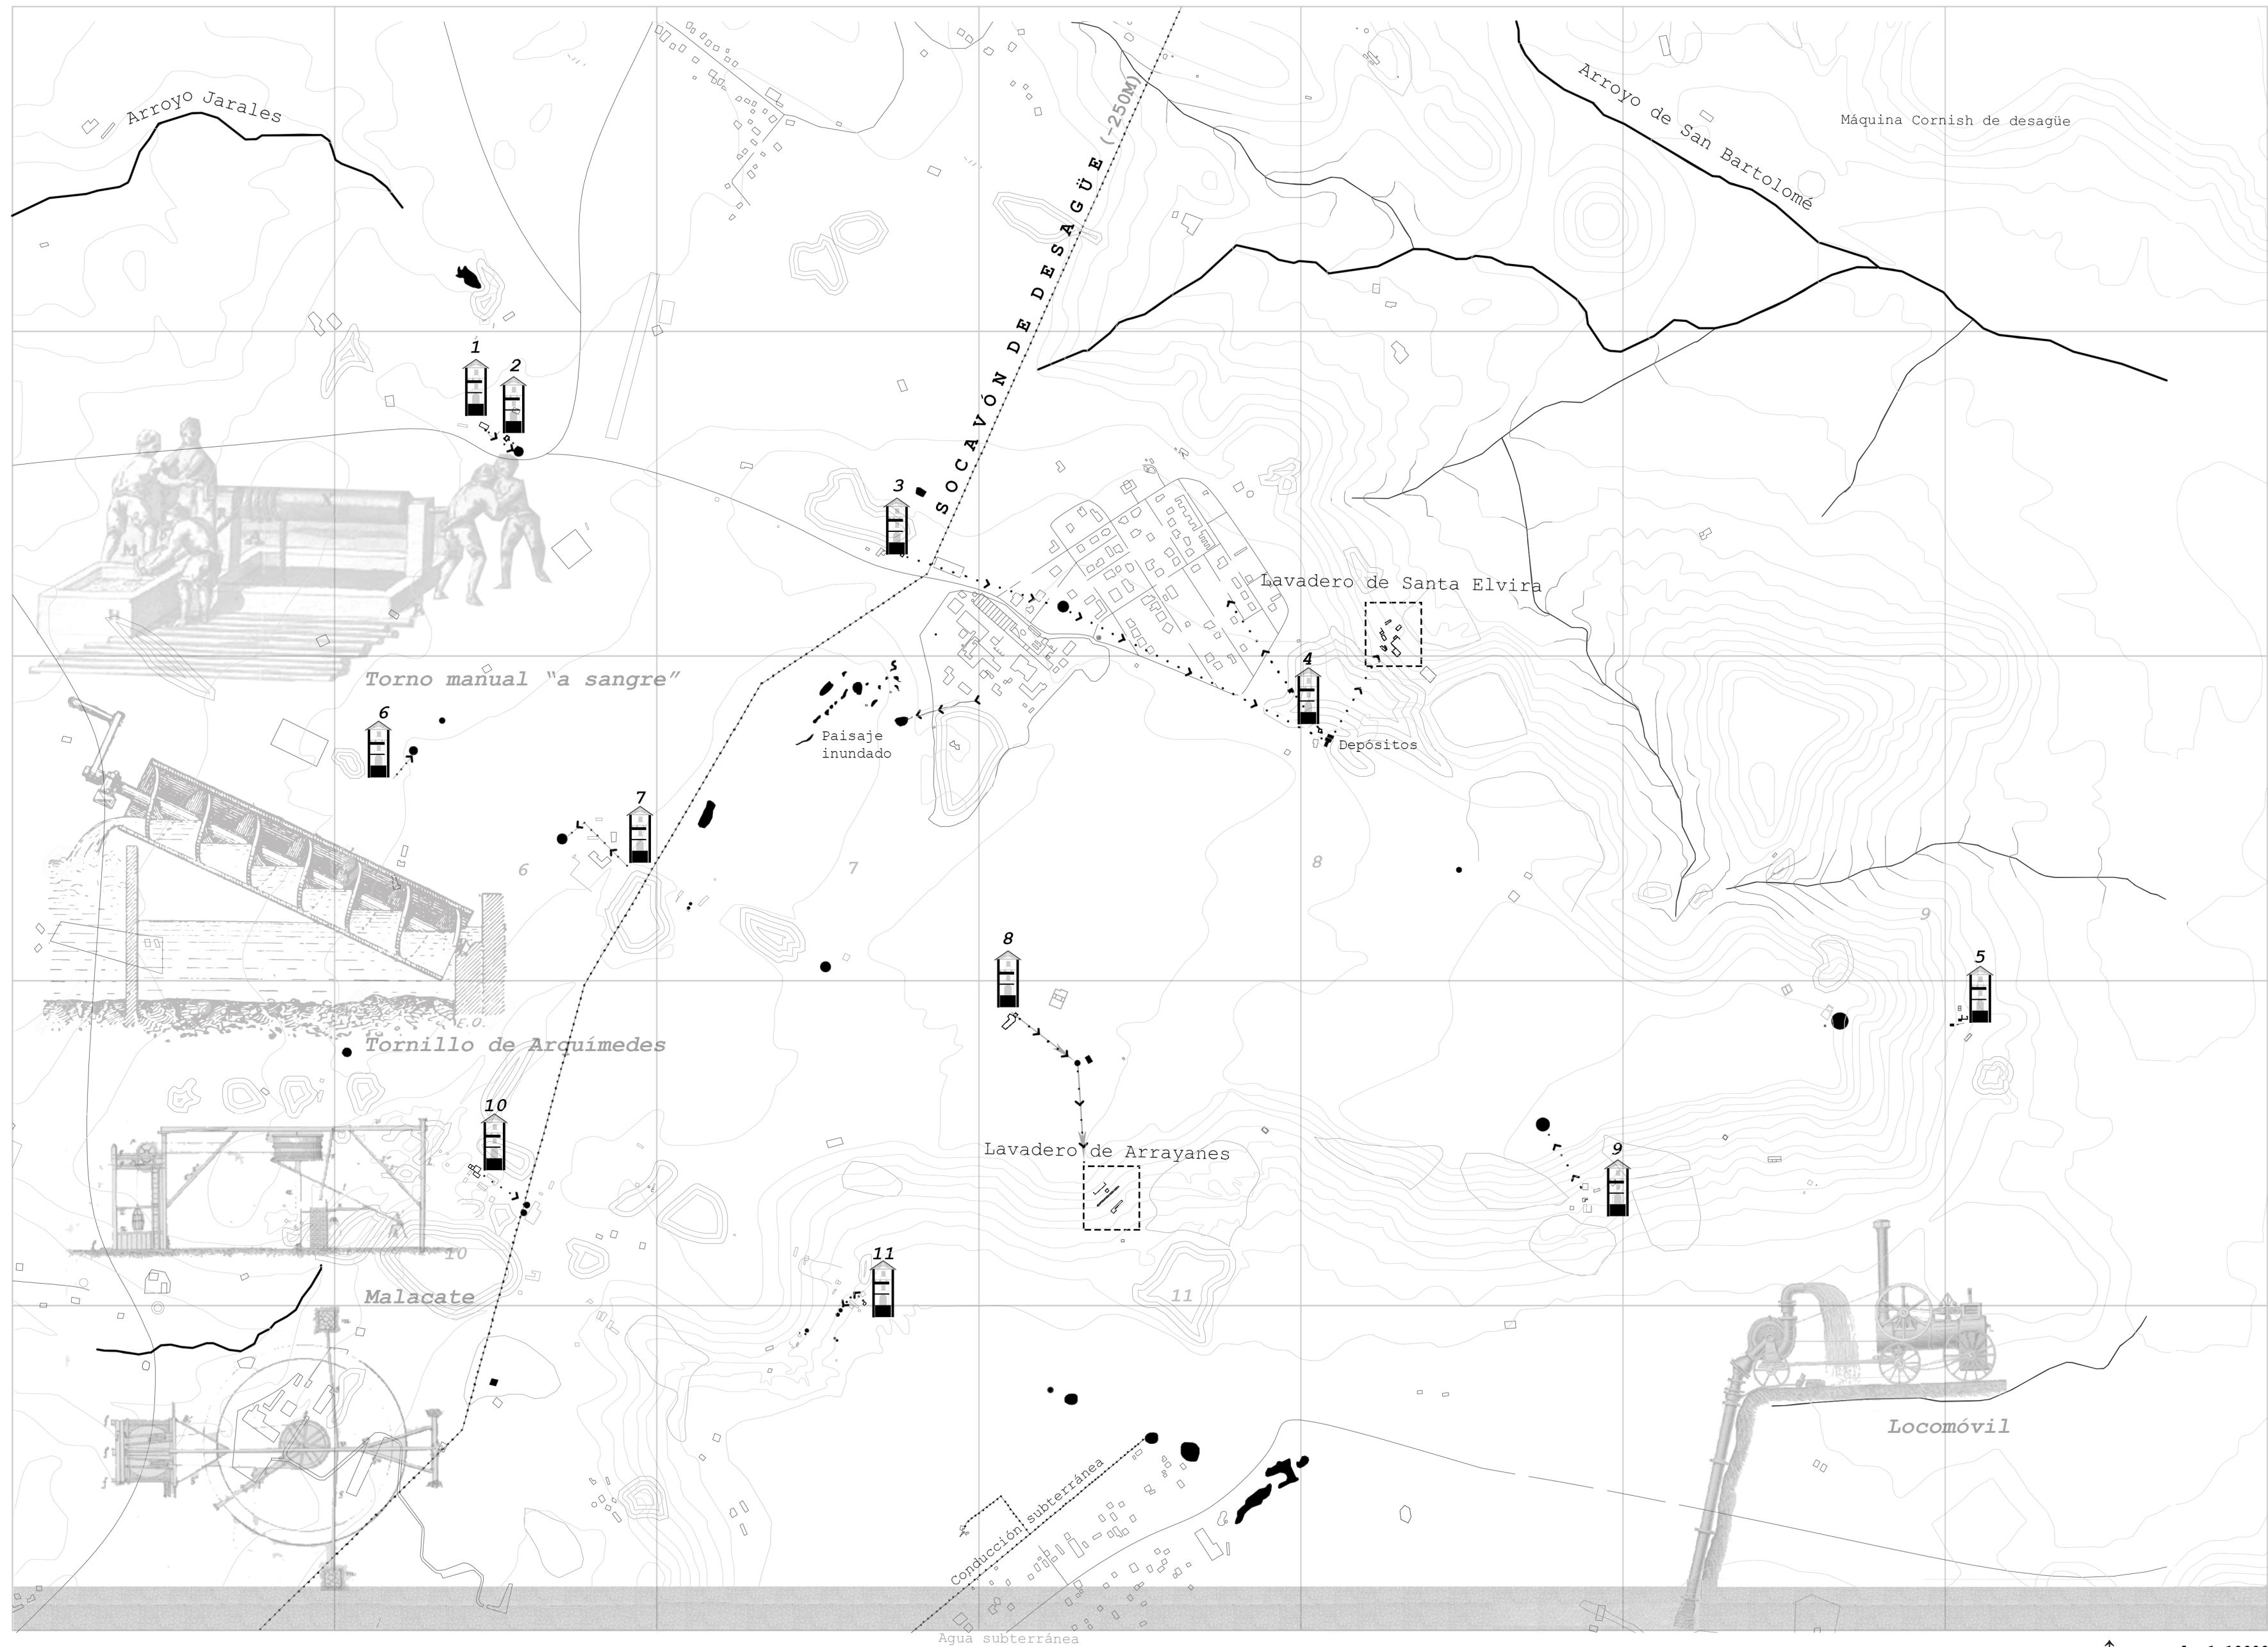 Arroyo Jarales
(-250M)
SOCAVÓN DE DESAGÜE
Arroyo de San Bartolomé
Máquina Cornish de desagüe
1
2
3
Lavadero de Santa Elvira
4
Torno manual “a sangre”
6
Paisaje
inundado
Depósitos
7
6
7
8
9
8
5
E.O.
Tornillo de Arquímedes
10
Lavadero de Arrayanes
9
10
11
11
Malacate
Locomóvil
Conducción subterránea
Agua subterránea